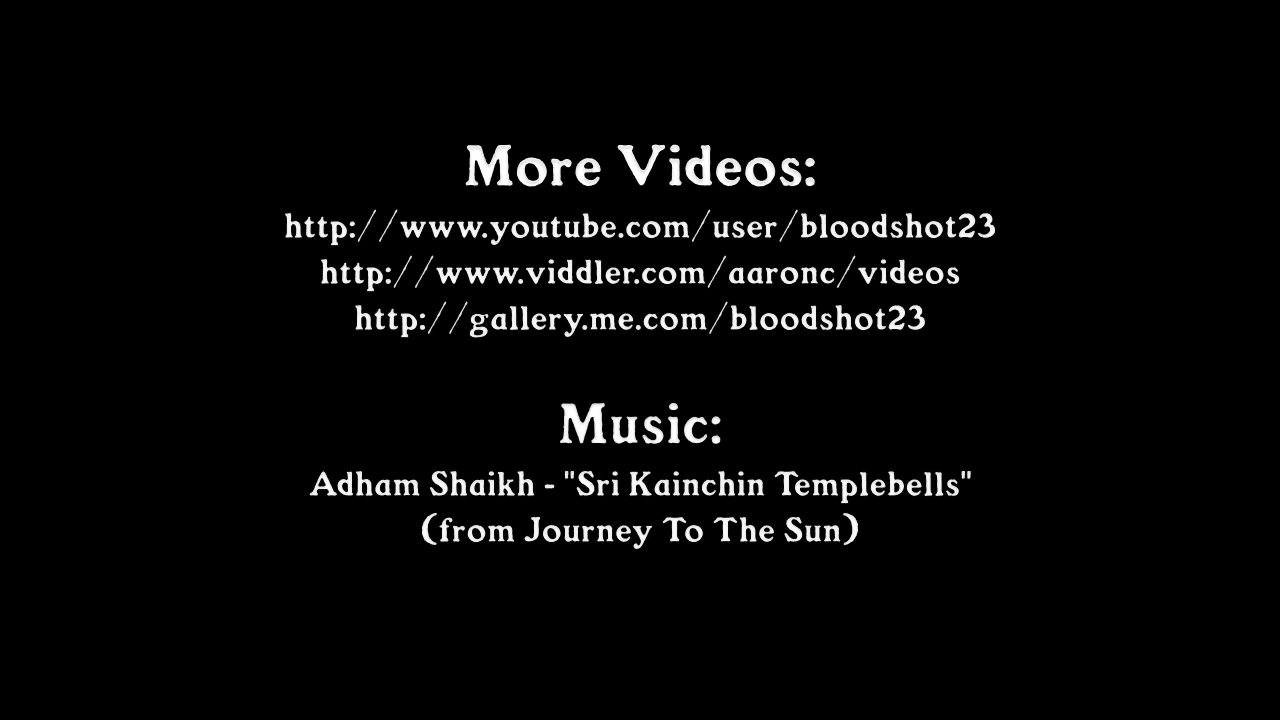 More Videos:
http://www.youtube.com/user/bloodshot23
http://www.viddler.com/aaronc/videos
http://gallery.me.com/bloodshot23
Music:
Adham Shaikh - "Sri Kainchin Templebells"
(from Journey To The Sun)